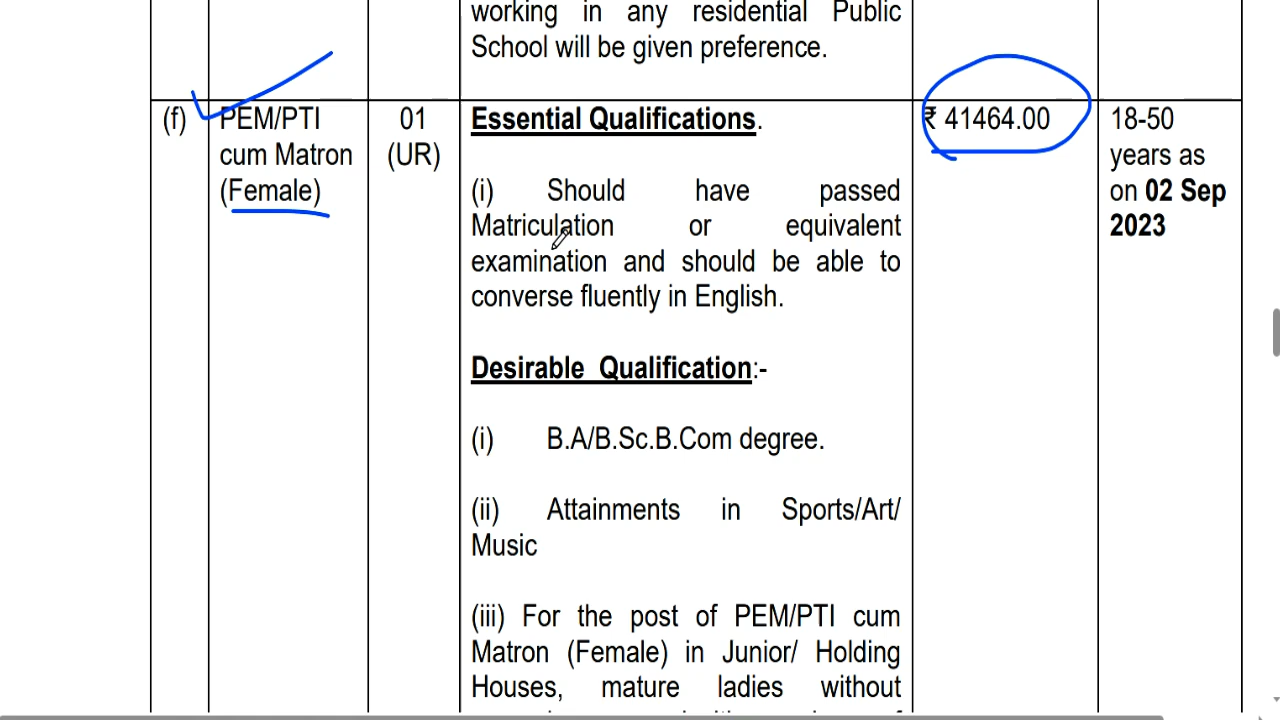 working in any residential Public
School will be given preference.
(f) PEM/PTI cum Matron (Female)
01 (UR)
Essential Qualifications.
(i) Should have passed
Matriculation or equivalent
examination and should be able to
converse fluently in English.
Desirable Qualification:-
(i) B.A/B.Sc.B.Com degree.
(ii) Attainments in Sports/Art/
Music
(iii) For the post of PEM/PTI cum
Matron (Female) in Junior/ Holding
Houses, mature ladies without
₹ 41464.00
18-50
years as
on 02 Sep
2023